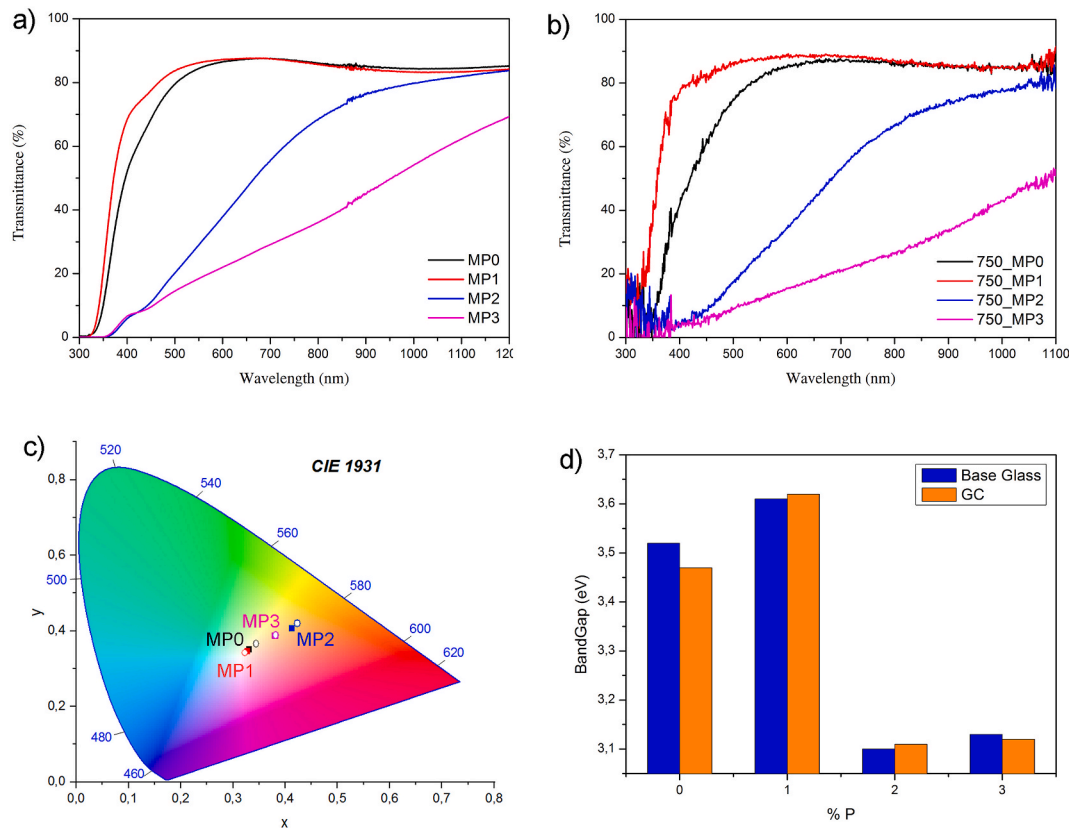 a)
100
80
60
40
20
0
Transmittance (%)
MP0
MP1
MP2
MP3
300 400 500 600 700 800 900 1000 1100 120
Wavelength (nm)
b)
100
80
60
40
20
0
Transmittance (%)
750_MP0
750_MP1
750_MP2
750_MP3
300 400 500 600 700 800 900 1000 1100
Wavelength (nm)
c)
CIE 1931
0,8
0,6
0,4
0,2
0,0
y
520
540
560
500
580
600
620
480
460
MP3
MP0
MP2
MP1
0,0 0,1 0,2 0,3 0,4 0,5 0,6 0,7 0,8
x
d)
3,7
3,6
3,5
3,4
3,3
3,2
3,1
BandGap (eV)
Base Glass
GC
0 1 2 3
% P